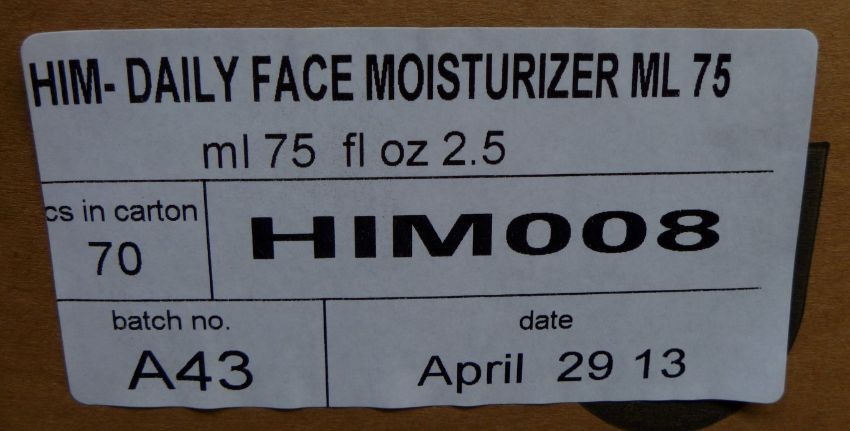 HIM- DAILY FACE MOISTURIZER ML 75
ml 75 fl oz 2.5
cs in carton
70
HIM008
batch no.
A43
date
April 29 13